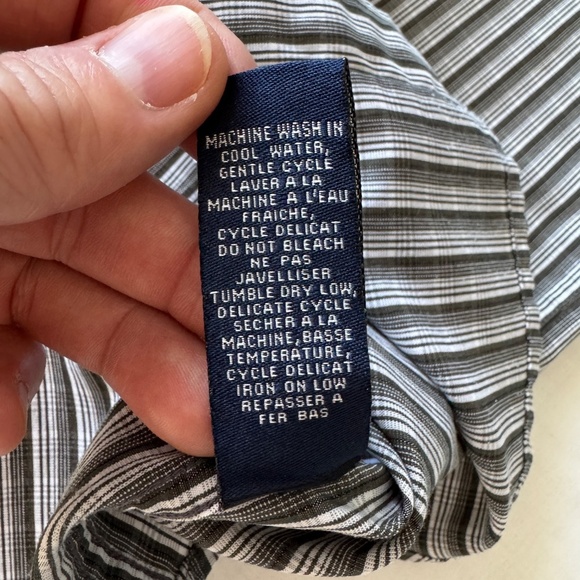 MACHINE WASH IN
COOL WATER,
GENTLE CYCLE
LAVER A LA
MACHINE A L'EAU
FRAICHE,
CYCLE DELICAT
DO NOT BLEACH
NE PAS
JAVELLISER
TUMBLE DRY LOW,
DELICATE CYCLE
SECHER A LA
MACHINE, BASSE
TEMPERATURE,
CYCLE DELICAT
IRON ON LOW
REPASSER A
FER BAS